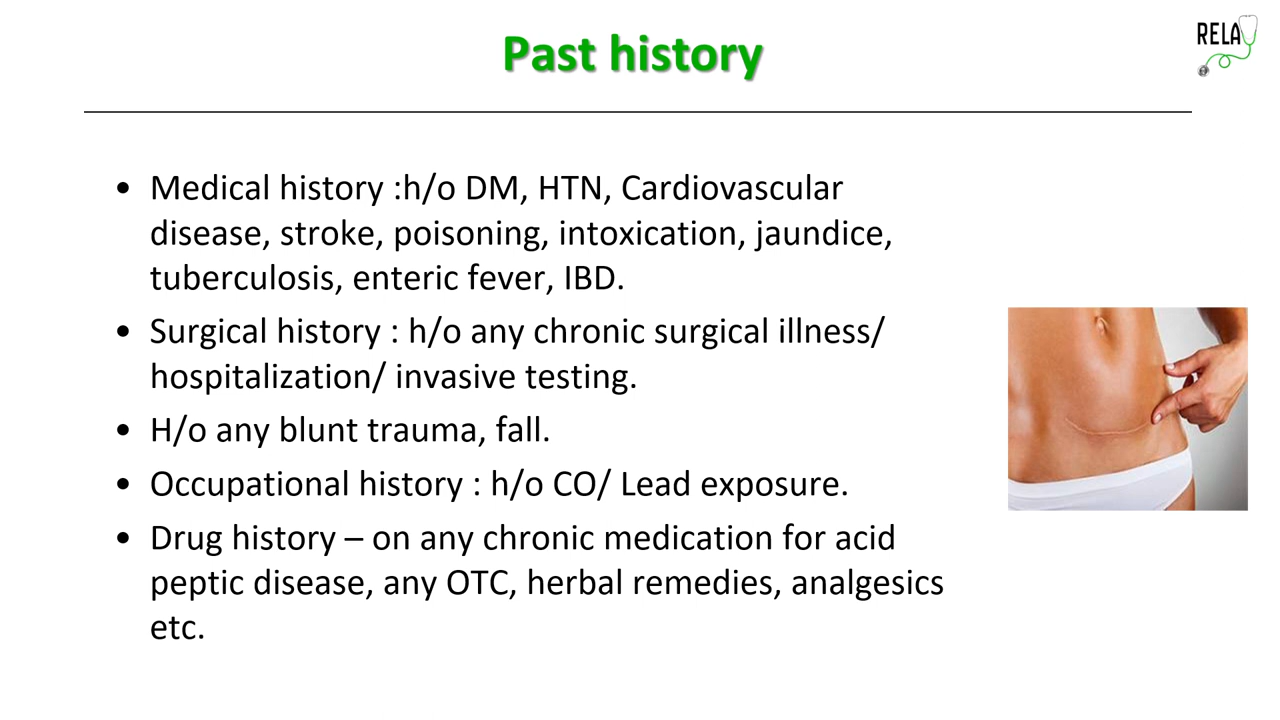 Past history
RELA
• Medical history :h/o DM, HTN, Cardiovascular
disease, stroke, poisoning, intoxication, jaundice,
tuberculosis, enteric fever, IBD.
• Surgical history : h/o any chronic surgical illness/
hospitalization/ invasive testing.
• H/o any blunt trauma, fall.
• Occupational history : h/o CO/ Lead exposure.
• Drug history – on any chronic medication for acid
peptic disease, any OTC, herbal remedies, analgesics
etc.